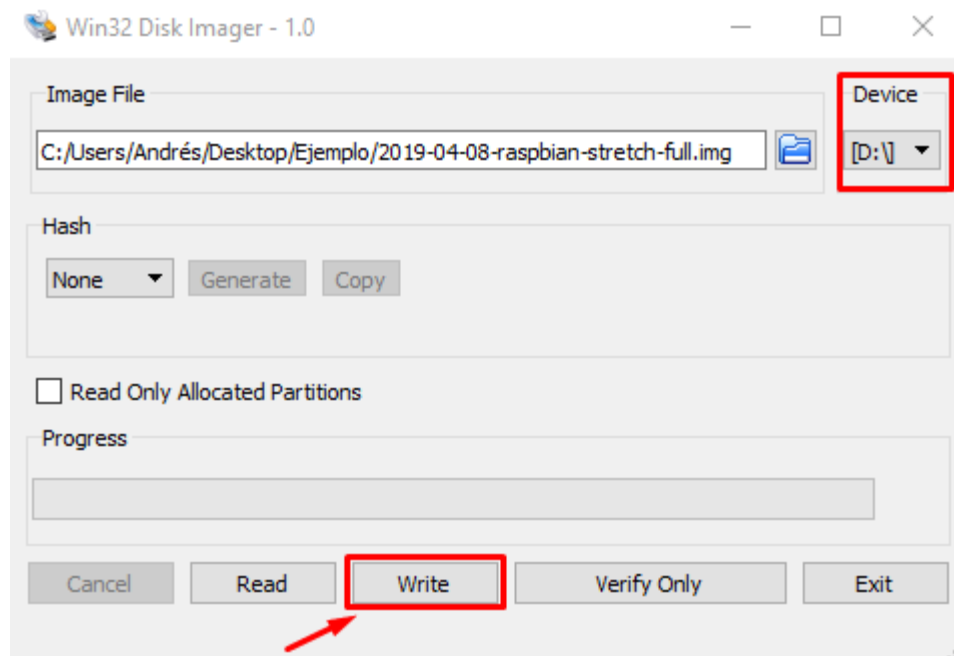 Win32 Disk Imager - 1.0
Image File
Device
C:/Users/Andrés/Desktop/Ejemplo/2019-04-08-raspbian-stretch-full.img
[D:\]
Hash
None
Generate
Copy
Read Only Allocated Partitions
Progress
Cancel
Read
Write
Verify Only
Exit